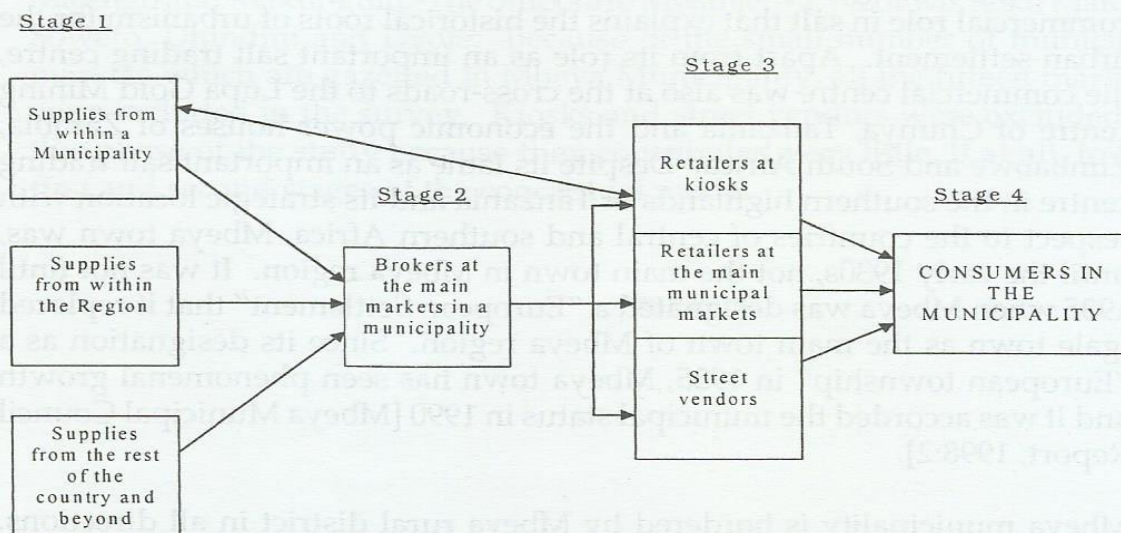 Stage 1
Supplies from
within a
Municipality
Supplies
from within
the region
Supplies
from the rest
of the
country and
beyond
Stage 2
Brokers at
the main
markets in a
municipality
Stage 3
Retailers at
kiosks
Retailers at
the main
municipal
markets
Street
vendors
Stage 4
CONSUMERS IN
THE
MUNICIPALITY